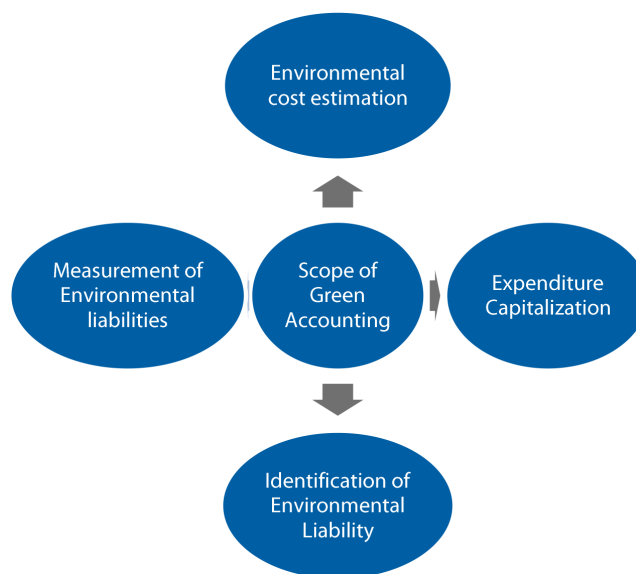 Environmental
cost estimation
Measurement of
Environmental
liabilities
Scope of
Green
Accounting
Expenditure
Capitalization
Identification of
Environmental
Liability